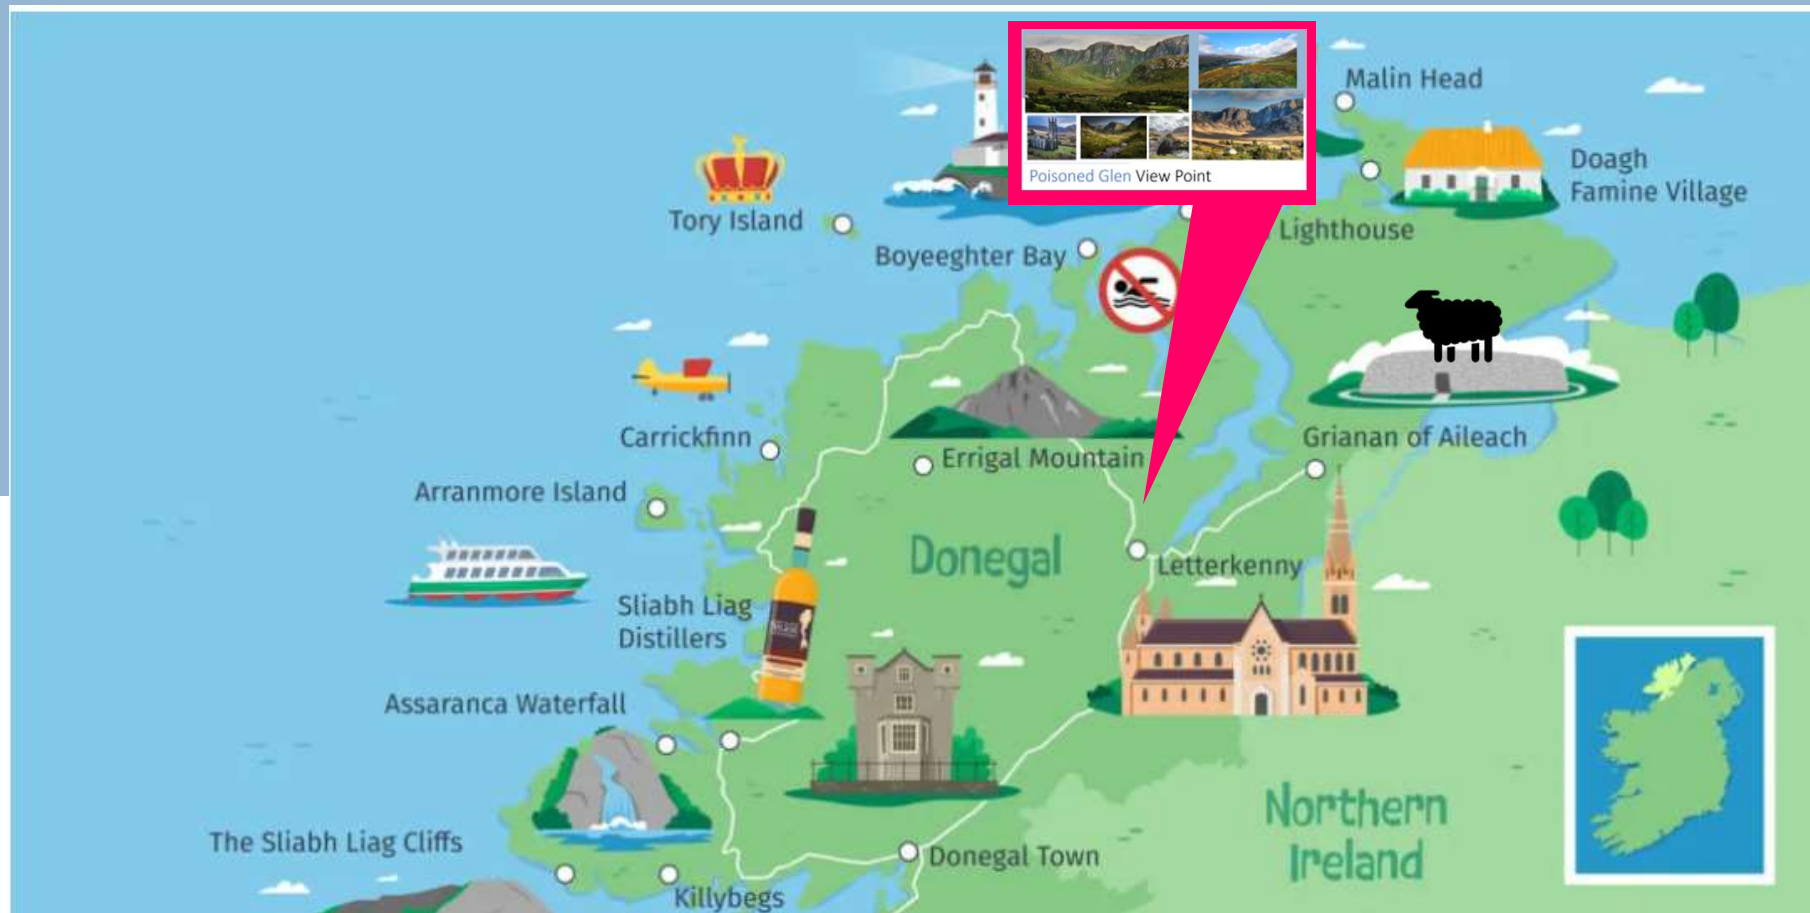 Malin Head
Doagh
Famine Village
Poisoned Glen View Point
Tory Island
Lighthouse
Boyeeghter Bay
Carrickfinn
Errigal Mountain
Grianan of Aileach
Arranmore Island
Donegal
Letterkenny
Sliabh Liag
Distillers
Assaranca Waterfall
Northern
Ireland
The Sliabh Liag Cliffs
Donegal Town
Killybegs